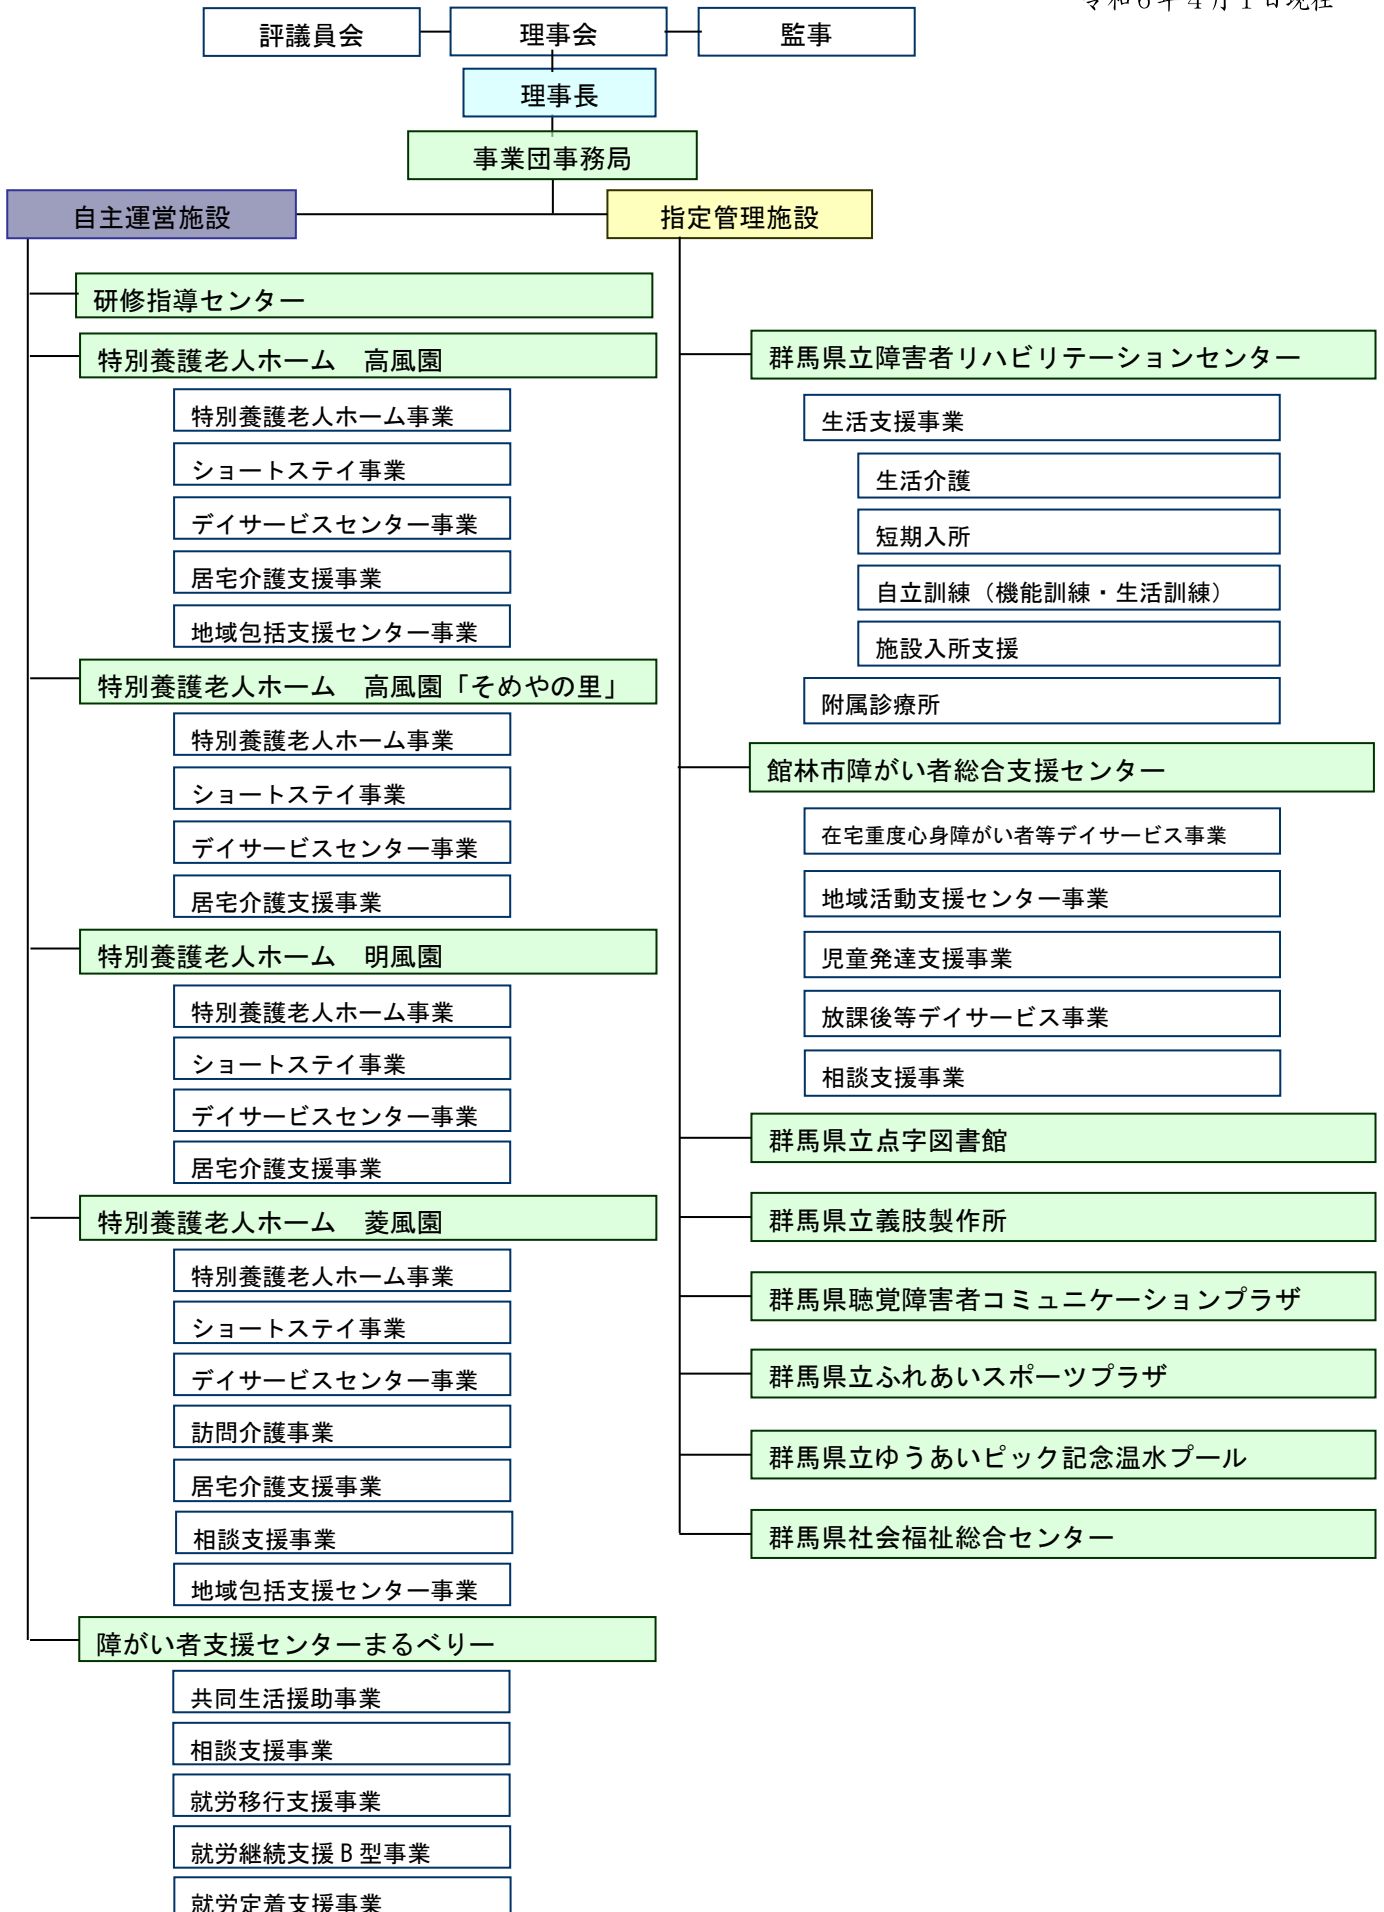 令和6年4月1日現在
評議員会
理事会
監事
理事長
事業団事務局
自主運営施設
指定管理施設
研修指導センター
特別養護老人ホーム　高風園
特別養護老人ホーム事業
ショートステイ事業
デイサービスセンター事業
居宅介護支援事業
地域包括支援センター事業
特別養護老人ホーム　高風園「そめやの里」
特別養護老人ホーム事業
ショートステイ事業
デイサービスセンター事業
居宅介護支援事業
特別養護老人ホーム　明風園
特別養護老人ホーム事業
ショートステイ事業
デイサービスセンター事業
居宅介護支援事業
特別養護老人ホーム　菱風園
特別養護老人ホーム事業
ショートステイ事業
デイサービスセンター事業
訪問介護事業
居宅介護支援事業
相談支援事業
地域包括支援センター事業
障がい者支援センターまるべりー
共同生活援助事業
相談支援事業
就労移行支援事業
就労継続支援B型事業
就労定着支援事業
群馬県立障害者リハビリテーションセンター
生活支援事業
生活介護
短期入所
自立訓練（機能訓練・生活訓練）
施設入所支援
附属診療所
館林市障がい者総合支援センター
在宅重度心身障がい者等デイサービス事業
地域活動支援センター事業
児童発達支援事業
放課後等デイサービス事業
相談支援事業
群馬県立点字図書館
群馬県立義肢製作所
群馬県聴覚障害者コミュニケーションプラザ
群馬県立ふれあいスポーツプラザ
群馬県立ゆうあいピック記念温水プール
群馬県社会福祉総合センター